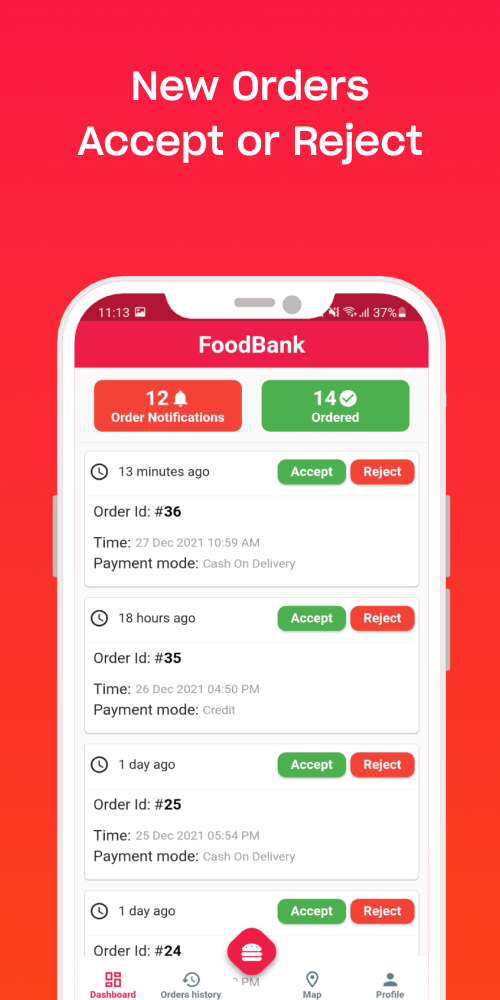 New Orders
Accept or Reject
11:13 37%
FoodBank
12
Order Notifications
14
Ordered
13 minutes ago Accept Reject
Order Id: #36
Time: 27 Dec 2021 10:59 AM
Payment mode: Cash On Delivery
18 hours ago Accept Reject
Order Id: #35
Time: 26 Dec 2021 04:50 PM
Payment mode: Credit
1 day ago Accept Reject
Order Id: #25
Time: 25 Dec 2021 05:54 PM
Payment mode: Cash On Delivery
1 day ago Accept Reject
Order Id: #24
PM
Dashboard Orders history Map Profile